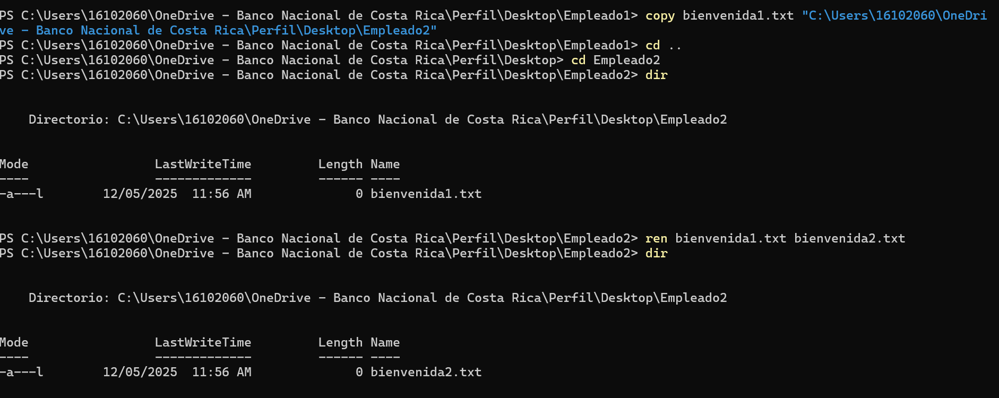 PS C:\Users\16102060\OneDrive - Banco Nacional de Costa Rica\Perfil\Desktop\Empleado1> copy bienvenida1.txt "C:\Users\16102060\OneDri
ve - Banco Nacional de Costa Rica\Perfil\Desktop\Empleado2"
PS C:\Users\16102060\OneDrive - Banco Nacional de Costa Rica\Perfil\Desktop\Empleado1> cd ..
PS C:\Users\16102060\OneDrive - Banco Nacional de Costa Rica\Perfil\Desktop> cd Empleado2
PS C:\Users\16102060\OneDrive - Banco Nacional de Costa Rica\Perfil\Desktop\Empleado2> dir
Directorio: C:\Users\16102060\OneDrive - Banco Nacional de Costa Rica\Perfil\Desktop\Empleado2
Mode LastWriteTime Length Name
---- ------------- ------ ----
-a---l 12/05/2025 11:56 AM 0 bienvenida1.txt
PS C:\Users\16102060\OneDrive - Banco Nacional de Costa Rica\Perfil\Desktop\Empleado2> ren bienvenida1.txt bienvenida2.txt
PS C:\Users\16102060\OneDrive - Banco Nacional de Costa Rica\Perfil\Desktop\Empleado2> dir
Directorio: C:\Users\16102060\OneDrive - Banco Nacional de Costa Rica\Perfil\Desktop\Empleado2
Mode LastWriteTime Length Name
---- ------------- ------ ----
-a---l 12/05/2025 11:56 AM 0 bienvenida2.txt